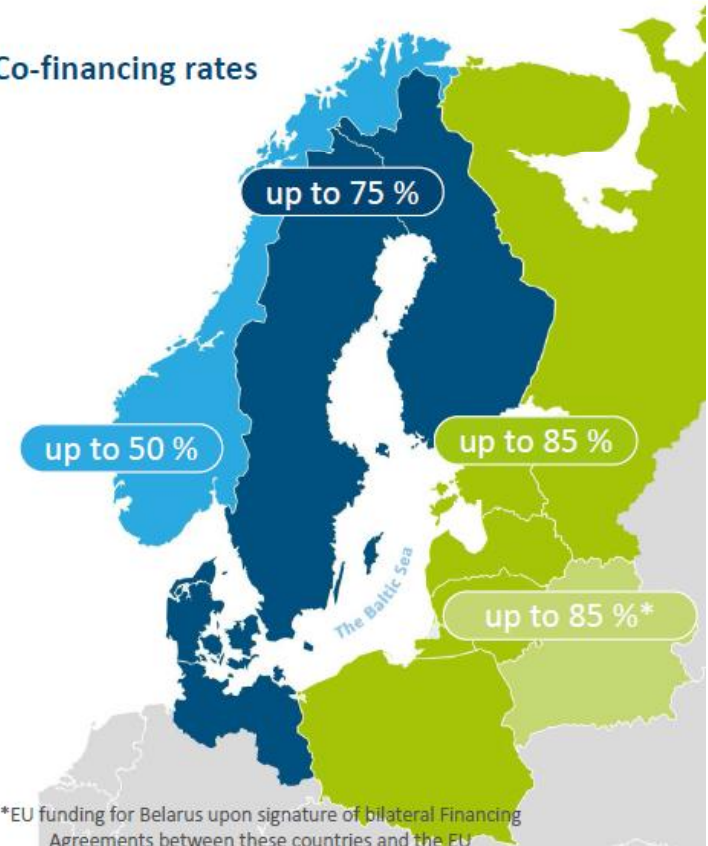 Co-financing rates
up to 75 %
up to 50 %
up to 85 %
The Baltic Sea
up to 85 %*
*EU funding for Belarus upon signature of bilateral Financing
Agreements between these countries and the EU